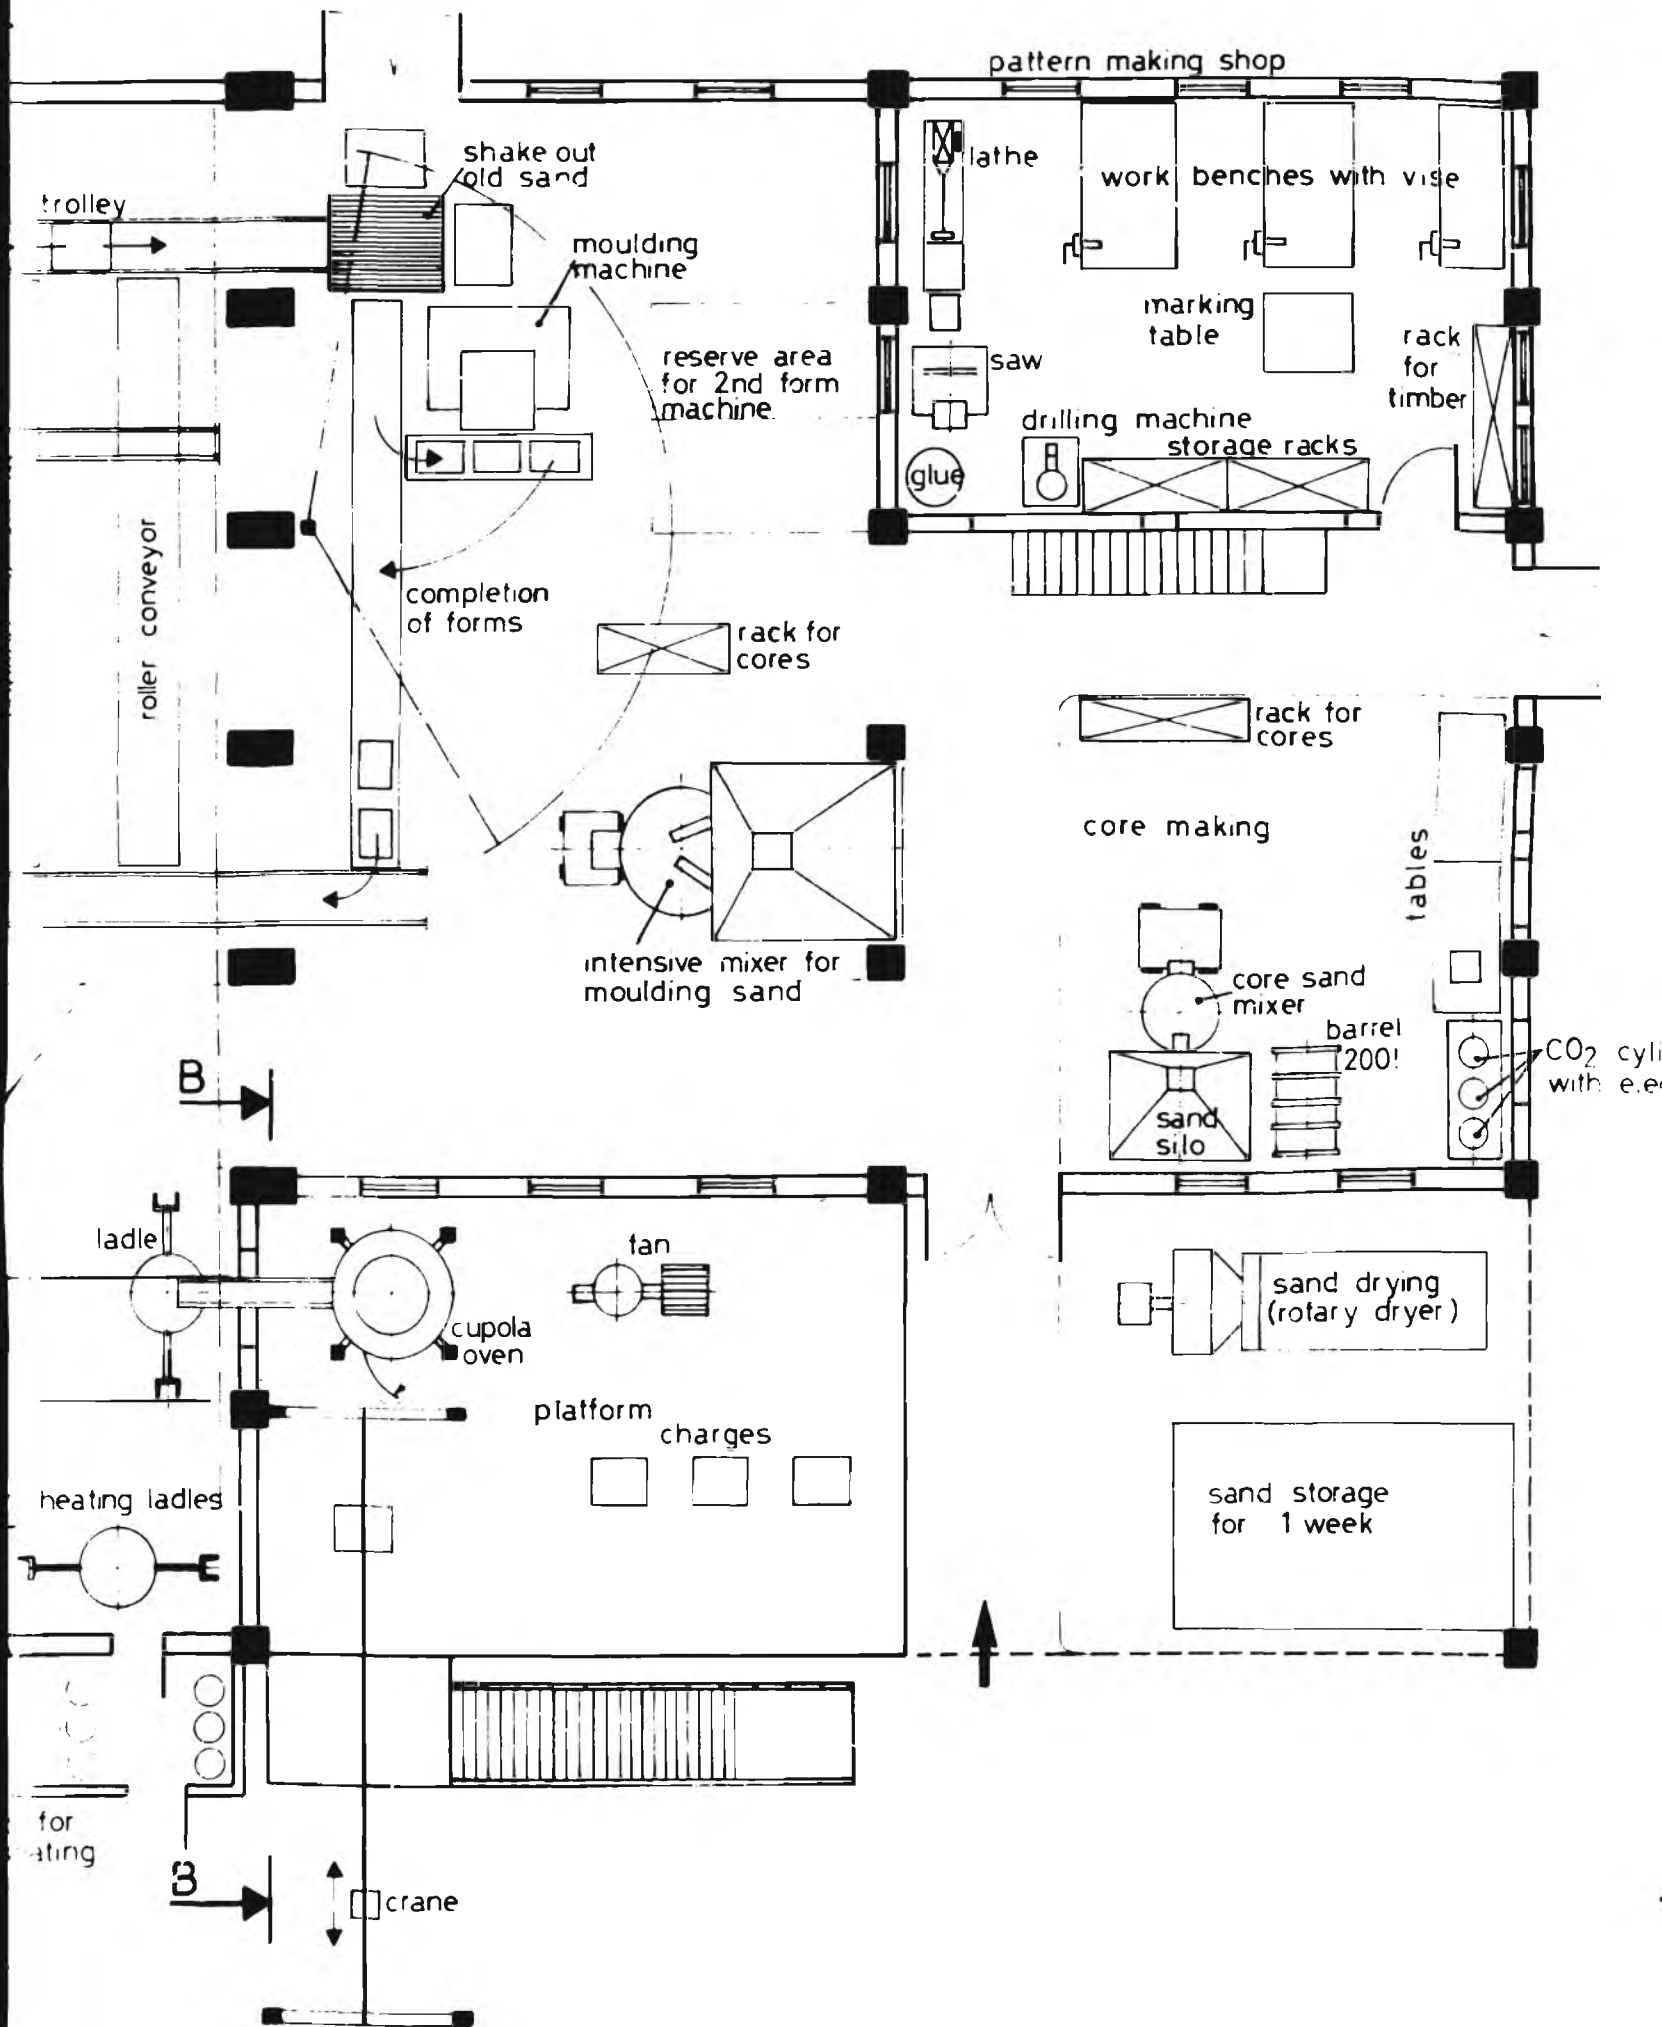 pattern making shop
shake out
old sand
lathe
work benches with vise
trolley
moulding
machine
marking
table
rack
for
timber
reserve area
for 2nd form
machine.
saw
drilling machine
storage racks
glue
roller conveyor
completion
of forms
rack for
cores
rack for
cores
core making
tables
intensive mixer for
moulding sand
core sand
mixer
barrel
200!
CO2
with
sand
silo
B
ladle
fan
cupola
oven
sand drying
(rotary dryer)
platform
charges
heating ladles
sand storage
for 1 week
for
B
crane